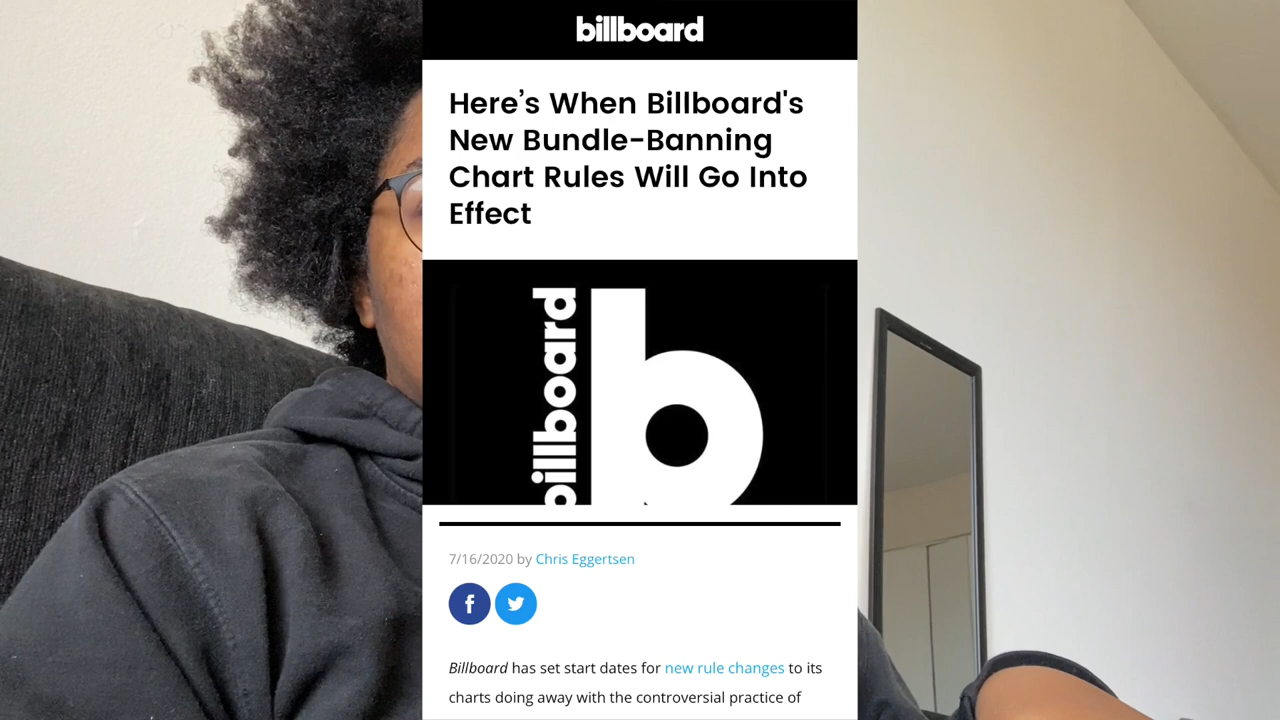 billboard
Here’s When Billboard's
New Bundle-Banning
Chart Rules Will Go Into
Effect
billboard
b
7/16/2020 by Chris Eggertsen
Billboard has set start dates for new rule changes to its
charts doing away with the controversial practice of